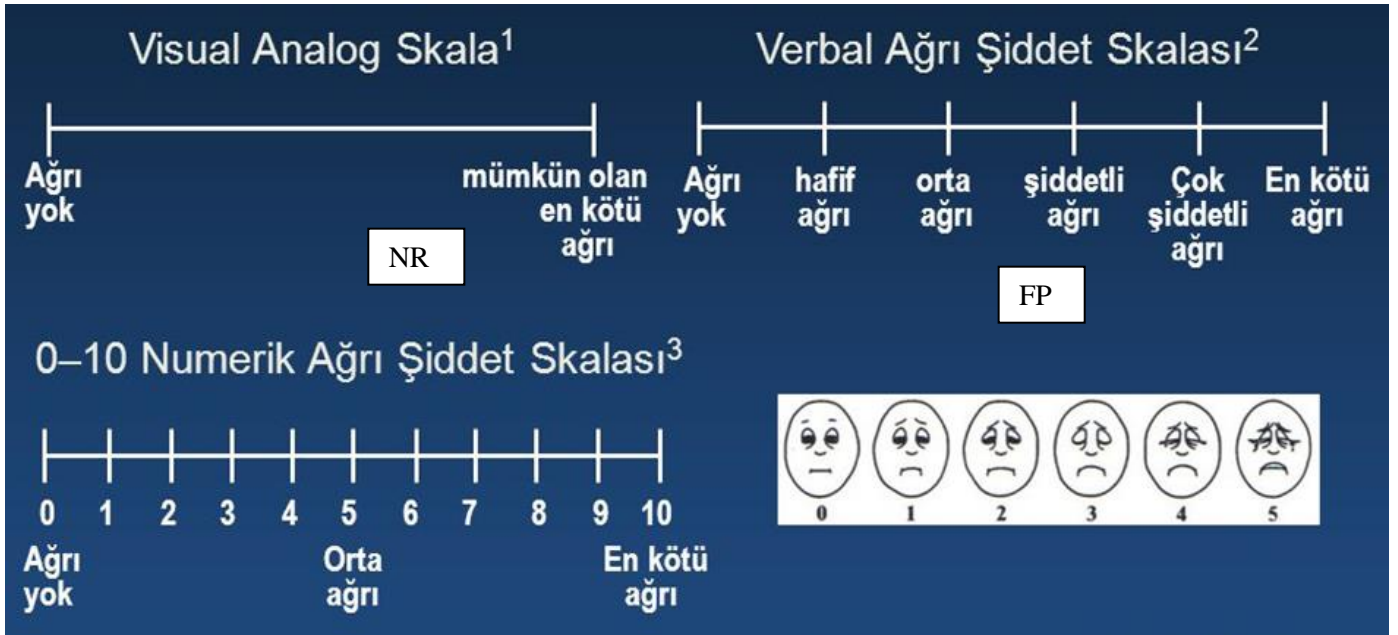 Visual Analog Skala¹
Ağrı
yok
mümkün olan
en kötü
ağrı
Verbal Ağrı Şiddet Skalası²
Ağrı
yok
hafif
ağrı
orta
ağrı
şiddetli
ağrı
Çok
şiddetli
ağrı
En kötü
ağrı
NR
FP
0–10 Numerik Ağrı Şiddet Skalası³
0 1 2 3 4 5 6 7 8 9 10
Ağrı
yok
Orta
ağrı
En kötü
ağrı
0 1 2 3 4 5